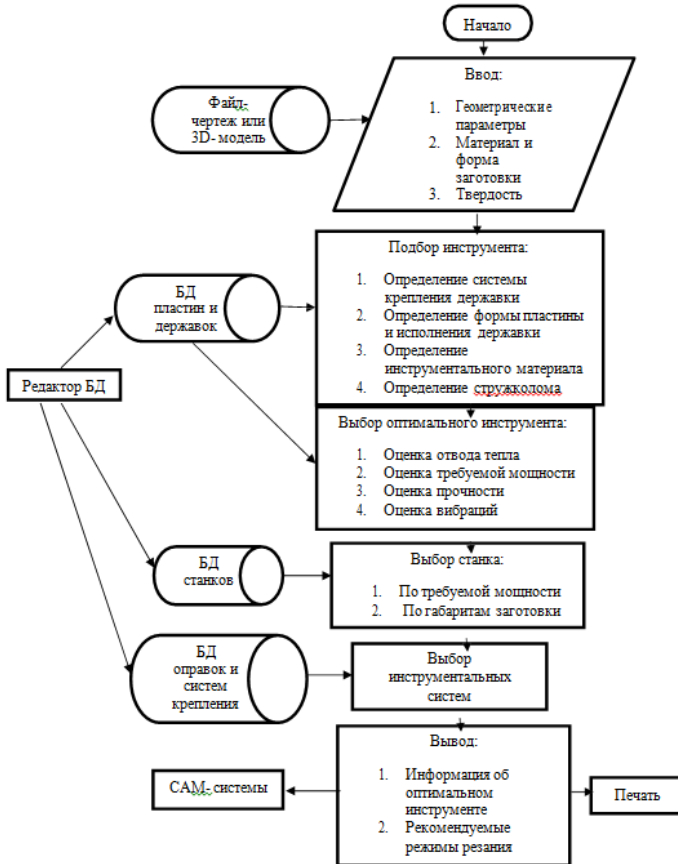 Начало
Ввод:
1. Геометрические
параметры
2. Материал и
форма
заготовки
3. Твердость
Файл-
чертеж или
3D- модель
Подбор инструмента:
1. Определение системы
крепления державки
2. Определение формы пластины
и исполнения державки
3. Определение
инструментального материала
4. Определение стружколома
БД
пластин и
державок
Редактор БД
Выбор оптимального инструмента:
1. Оценка отвода тепла
2. Оценка требуемой мощности
3. Оценка прочности
4. Оценка вибраций
БД
станков
Выбор станка:
1. По требуемой мощности
2. По габаритам заготовки
БД
оправок и
систем
крепления
Выбор
инструментальных
систем
Вывод:
1. Информация об
оптимальном
инструменте
2. Рекомендуемые
режимы резания
САМ- системы
Печать